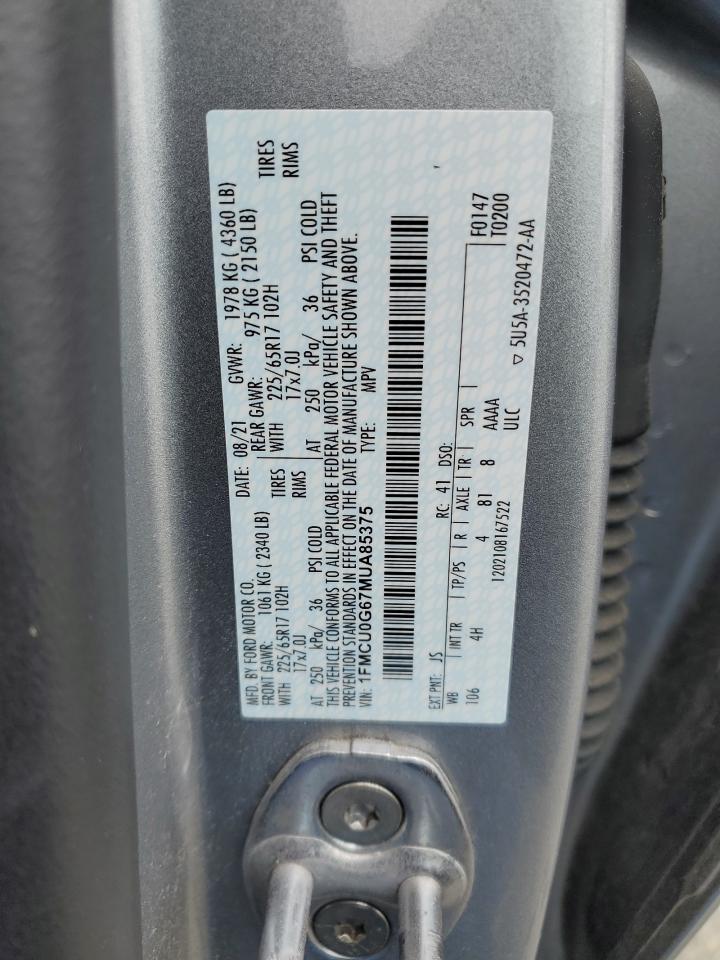 MFD. BY FORD MOTOR CO. DATE: 08/21 GVWR: 1978 KG ( 4360 LB)
FRONT GAWR: 1061 KG ( 2340 LB) REAR GAWR: 975 KG ( 2150 LB)
WITH 225/65R17 102H TIRES WITH 225/65R17 102H TIRES
17x7.0J RIMS 17x7.0J RIMS
AT 250 kPa/ 36 PSI COLD AT 250 kPa/ 36 PSI COLD
THIS VEHICLE CONFORMS TO ALL APPLICABLE FEDERAL MOTOR VEHICLE SAFETY AND THEFT
PREVENTION STANDARDS IN EFFECT ON THE DATE OF MANUFACTURE SHOWN ABOVE.
VIN: 1FMCU0G67MUA85375 TYPE: MPV
EXT PNT: JS RC: 41 DSO: F0147
WB INT TR TP/PS R AXLE TR SPR T0200
106 4H 4 81 8 AAAA
1202108167522 ULC ▽ 5U5A-3520472-AA